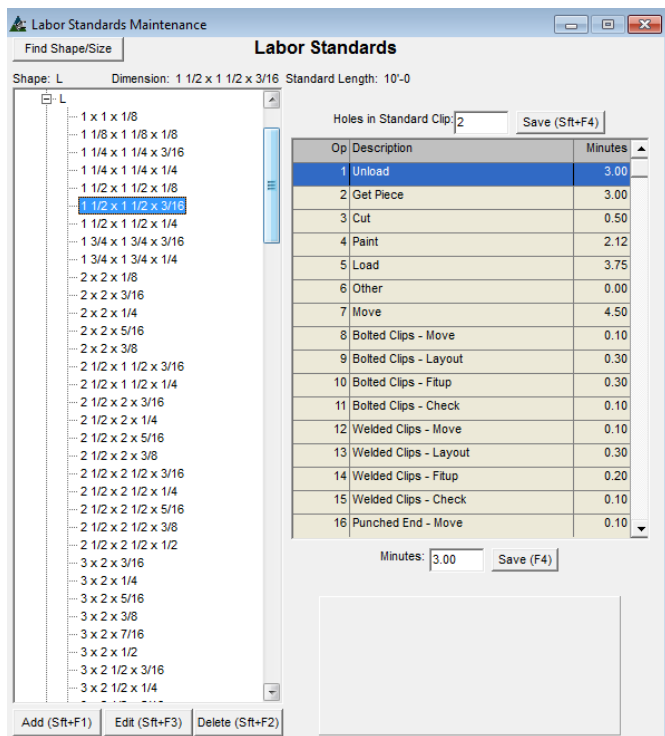 Labor Standards Maintenance
Find Shape/Size
Labor Standards
Shape: L Dimension: 1 1/2 x 1 1/2 x 3/16 Standard Length: 10'-0
L
1 x 1 x 1/8
1 1/8 x 1 1/8 x 1/8
1 1/4 x 1 1/4 x 3/16
1 1/4 x 1 1/4 x 1/4
1 1/2 x 1 1/2 x 1/8
1 1/2 x 1 1/2 x 3/16
1 1/2 x 1 1/2 x 1/4
1 3/4 x 1 3/4 x 3/16
1 3/4 x 1 3/4 x 1/4
2 x 2 x 1/8
2 x 2 x 3/16
2 x 2 x 1/4
2 x 2 x 5/16
2 x 2 x 3/8
2 1/2 x 1 1/2 x 3/16
2 1/2 x 1 1/2 x 1/4
2 1/2 x 2 x 3/16
2 1/2 x 2 x 1/4
2 1/2 x 2 x 5/16
2 1/2 x 2 x 3/8
2 1/2 x 2 1/2 x 3/16
2 1/2 x 2 1/2 x 1/4
2 1/2 x 2 1/2 x 5/16
2 1/2 x 2 1/2 x 3/8
2 1/2 x 2 1/2 x 1/2
3 x 2 x 3/16
3 x 2 x 1/4
3 x 2 x 5/16
3 x 2 x 3/8
3 x 2 x 7/16
3 x 2 x 1/2
3 x 2 1/2 x 3/16
3 x 2 1/2 x 1/4
Add (Sft+F1) Edit (Sft+F3) Delete (Sft+F2)
Holes in Standard Clip: 2 Save (Sft+F4)
Op Description Minutes
1 Unload 3.00
2 Get Piece 3.00
3 Cut 0.50
4 Paint 2.12
5 Load 3.75
6 Other 0.00
7 Move 4.50
8 Bolted Clips - Move 0.10
9 Bolted Clips - Layout 0.30
10 Bolted Clips - Fitup 0.30
11 Bolted Clips - Check 0.10
12 Welded Clips - Move 0.10
13 Welded Clips - Layout 0.30
14 Welded Clips - Fitup 0.20
15 Welded Clips - Check 0.10
16 Punched End - Move 0.10
Minutes: 3.00 Save (F4)